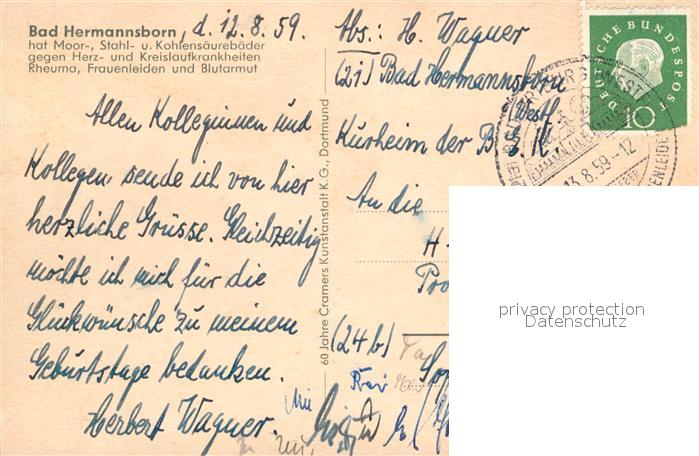 Bad Hermannsborn, d. 12. 8. 59.
hat Moor-, Stahl- u. Kohlensäurebäder
gegen Herz- und Kreislaufkrankheiten
Rheuma, Frauenleiden und Blutarmut
Allen Kolleginnen und
Kollegen, sende ich von hier
herzliche Grüsse. Gleichzeitig
möchte ich mich für die
Glückwünsche zu meinem
Geburtstage bedanken.
Herbert Wagner.
60 Jahre Cramers Kunstanstalt K.G., Dortmund
Abs.: H. Wagner
(21) Bad Hermannsborn
Westf.
Kurheim der B
An die
H
(24b)
DEUTSCHE BUNDESPOST
10
13.8.59-12
privacy protection
Datenschutz